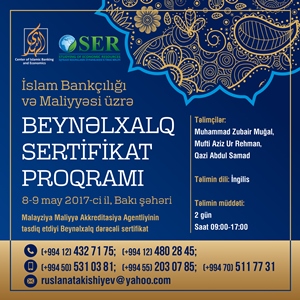 Center of Islamic Banking
and Economics
SER
İslam Bankçılığı
və Maliyyəsi üzrə
BEYNƏLXALQ
SERTİFİKAT
PROQRAMI
8-9 may 2017-ci il, Bakı şəhəri
Malayziya Maliyyə Akkreditasiya Agentliyinin
təsdiq etdiyi Beynəlxalq dərəcəli sertifikat
Təlimçilər:
Muhammad Zubair Muğal,
Mufti Aziz Ur Rehman,
Qazi Abdul Samad
Təlimin dili: İngilis
Təlimin müddəti:
2 gün
Saat 09:00-17:00
(+994 12) 432 71 75; (+994 12) 480 28 45;
(+994 50) 531 03 81; (+994 55) 203 07 85; (+994 70) 511 77 31
ruslanatakishiyev@yahoo.com